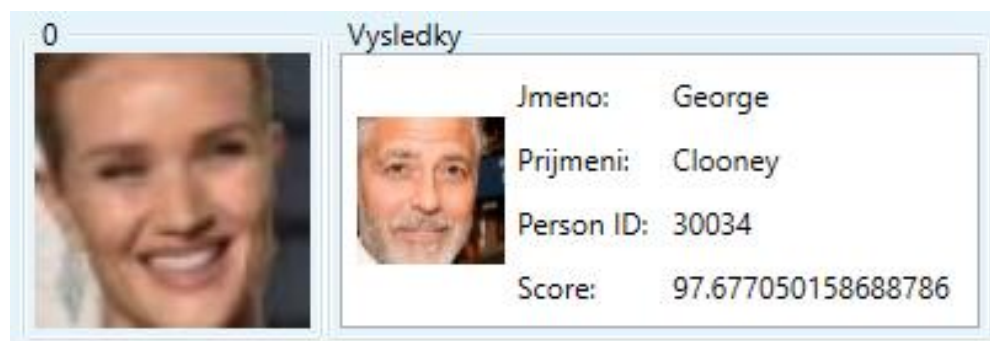 0
Vysledky
Jmeno: George
Prijmeni: Clooney
Person ID: 30034
Score: 97.677050158688786